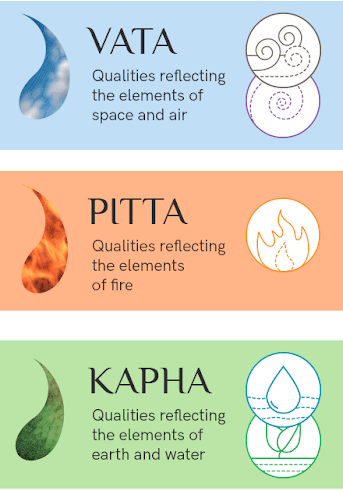 VATA
Qualities reflecting
the elements of
space and air
PITTA
Qualities reflecting
the elements
of fire
KAPHA
Qualities reflecting
the elements of
earth and water